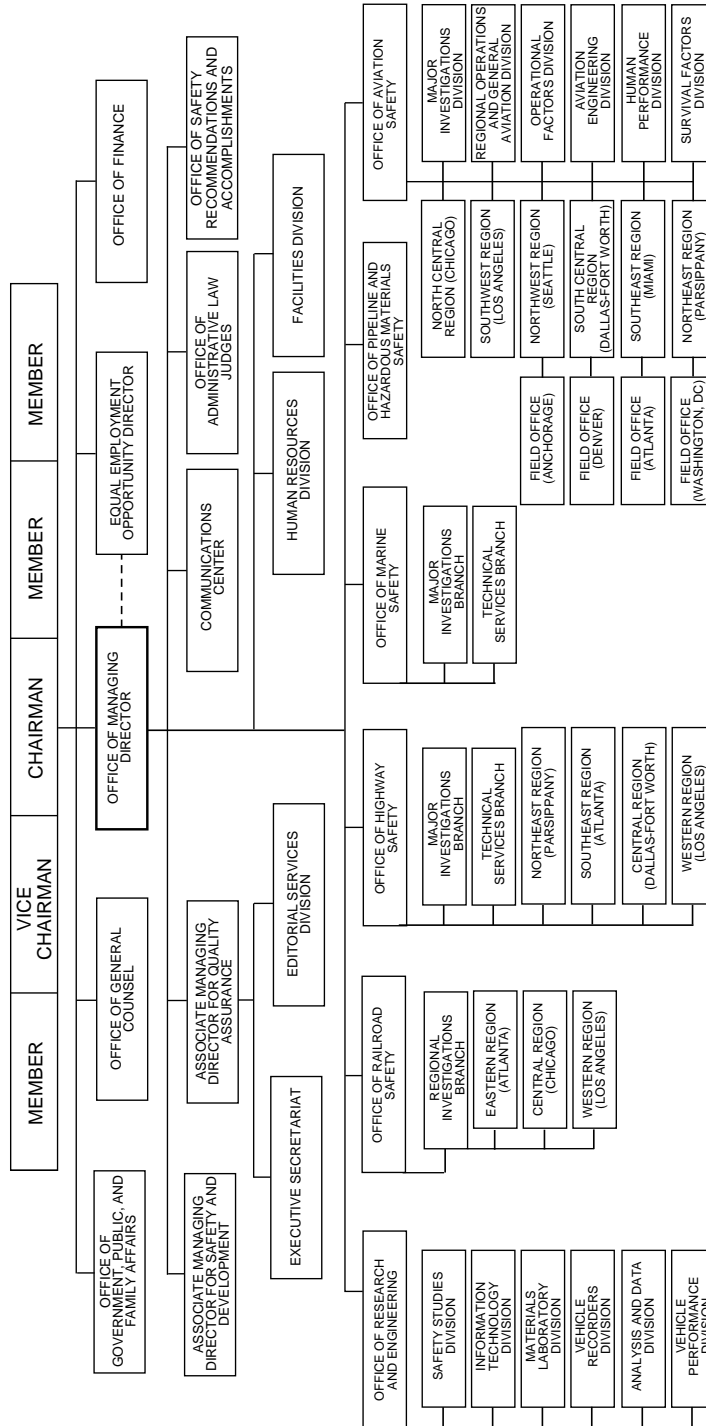 MEMBER
VICE
CHAIRMAN
CHAIRMAN
MEMBER
MEMBER
OFFICE OF
GOVERNMENT, PUBLIC, AND
FAMILY AFFAIRS
OFFICE OF GENERAL
COUNSEL
OFFICE OF MANAGING
DIRECTOR
EQUAL EMPLOYMENT
OPPORTUNITY DIRECTOR
OFFICE OF FINANCE
ASSOCIATE MANAGING
DIRECTOR FOR SAFETY AND
DEVELOPMENT
ASSOCIATE MANAGING
DIRECTOR FOR QUALITY
ASSURANCE
COMMUNICATIONS
CENTER
OFFICE OF
ADMINISTRATIVE LAW
JUDGES
OFFICE OF SAFETY
RECOMMENDATIONS AND
ACCOMPLISHMENTS
EXECUTIVE SECRETARIAT
EDITORIAL SERVICES
DIVISION
HUMAN RESOURCES
DIVISION
FACILITIES DIVISION
OFFICE OF RESEARCH
AND ENGINEERING
SAFETY STUDIES
DIVISION
INFORMATION
TECHNOLOGY
DIVISION
MATERIALS
LABORATORY
DIVISION
VEHICLE
RECORDERS
DIVISION
ANALYSIS AND DATA
DIVISION
VEHICLE
PERFORMANCE
DIVISION
OFFICE OF RAILROAD
SAFETY
REGIONAL
INVESTIGATIONS
BRANCH
EASTERN REGION
(ATLANTA)
CENTRAL REGION
(CHICAGO)
WESTERN REGION
(LOS ANGELES)
OFFICE OF HIGHWAY
SAFETY
MAJOR
INVESTIGATIONS
BRANCH
TECHNICAL
SERVICES BRANCH
NORTHEAST REGION
(PARSIPPANY)
SOUTHEAST REGION
(ATLANTA)
CENTRAL REGION
(DALLAS-FORT WORTH)
WESTERN REGION
(LOS ANGELES)
OFFICE OF MARINE
SAFETY
MAJOR
INVESTIGATIONS
BRANCH
TECHNICAL
SERVICES BRANCH
OFFICE OF PIPELINE AND
HAZARDOUS MATERIALS
SAFETY
OFFICE OF AVIATION
SAFETY
NORTH CENTRAL
REGION (CHICAGO)
MAJOR
INVESTIGATIONS
DIVISION
SOUTHWEST REGION
(LOS ANGELES)
REGIONAL OPERATIONS
AND GENERAL
AVIATION DIVISION
FIELD OFFICE
(ANCHORAGE)
NORTHWEST REGION
(SEATTLE)
OPERATIONAL
FACTORS DIVISION
FIELD OFFICE
(DENVER)
SOUTH CENTRAL
REGION
(DALLAS-FORT WORTH)
AVIATION
ENGINEERING
DIVISION
FIELD OFFICE
(ATLANTA)
SOUTHEAST REGION
(MIAMI)
HUMAN
PERFORMANCE
DIVISION
FIELD OFFICE
(WASHINGTON, DC)
NORTHEAST REGION
(PARSIPPANY)
SURVIVAL FACTORS
DIVISION